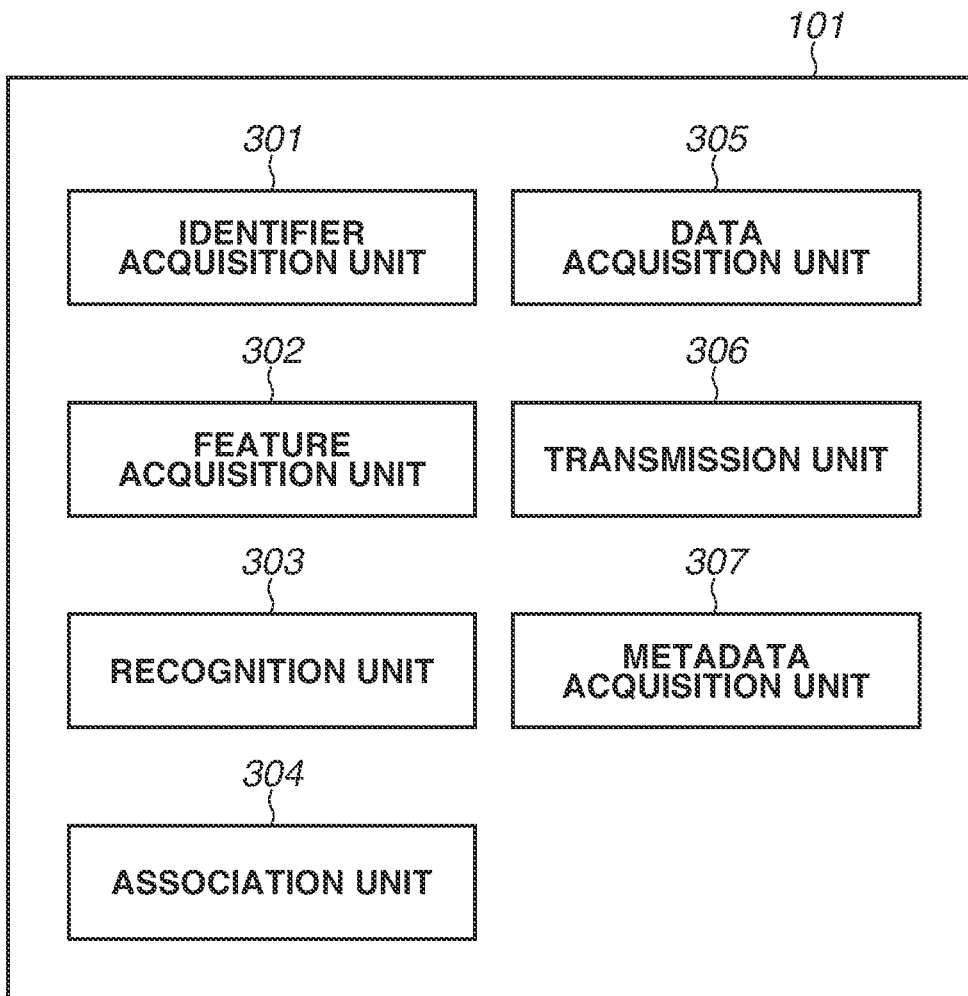 101
301
IDENTIFIER
ACQUISITION UNIT
305
DATA
ACQUISITION UNIT
302
FEATURE
ACQUISITION UNIT
306
TRANSMISSION UNIT
303
RECOGNITION UNIT
307
METADATA
ACQUISITION UNIT
304
ASSOCIATION UNIT